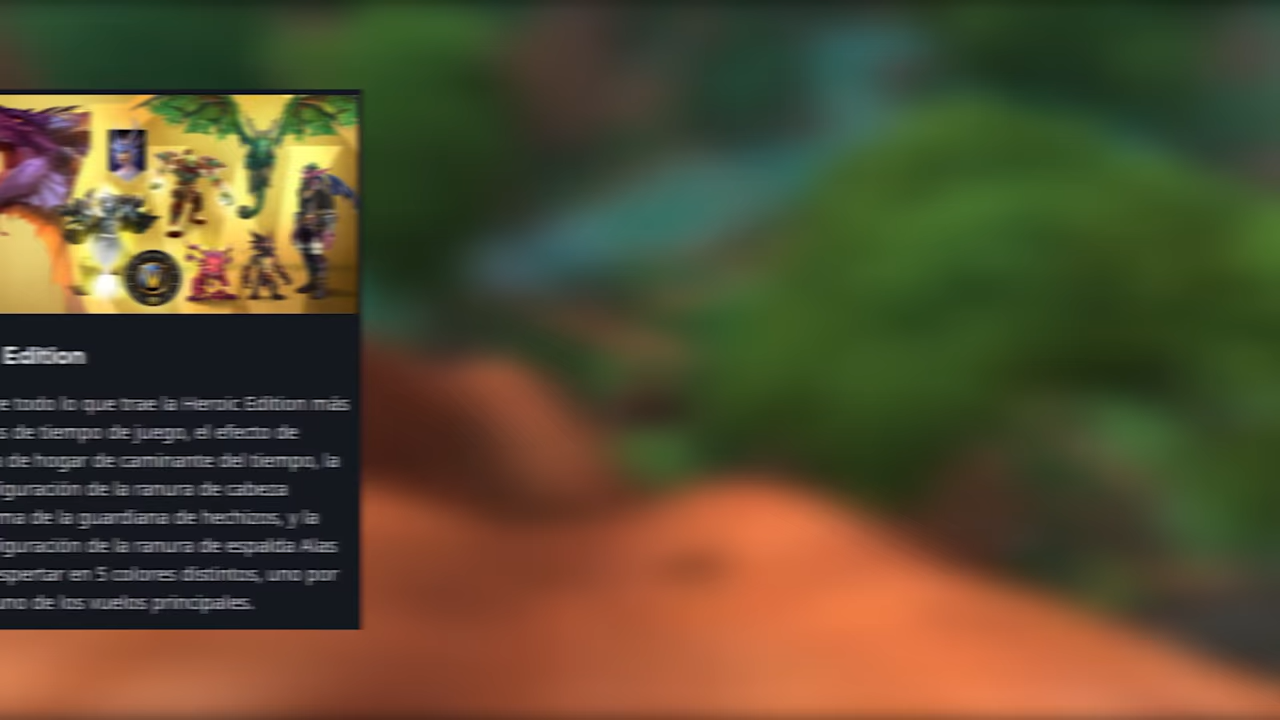 Edition
e todo lo que trae la Heroic Edition más
s de tiempo de juego, el efecto de
de hogar de caminante del tiempo, la
figuración de la ranura de cabeza
ma de la guardiana de hechizos, y la
figuración de la ranura de espalda Alas
spertar en 5 colores distintos, uno por
uno de los vuelos principales.